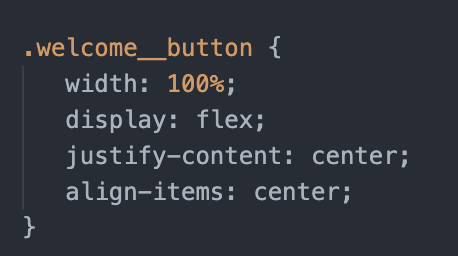 .welcome__button {
width: 100%;
display: flex;
justify-content: center;
align-items: center;
}